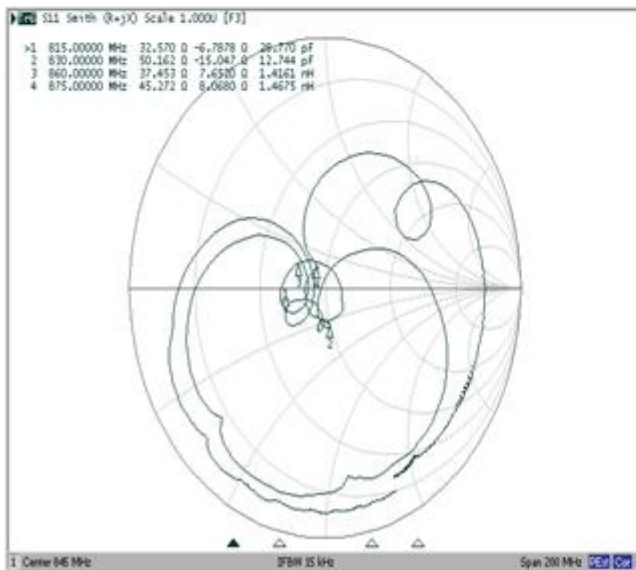 S11 Smith (R+jX) Scale 1.000U [F3]
>1 815.00000 MHz 32.570 Ω -6.7878 Ω 28.770 pF
2 830.00000 MHz 50.162 Ω -15.047 Ω 12.744 pF
3 860.00000 MHz 37.453 Ω 7.6520 Ω 1.4161 nH
4 875.00000 MHz 45.272 Ω 8.0680 Ω 1.4675 nH
2
1 Center 845 MHz IFBW 15 kHz Span 200 MHz Cor